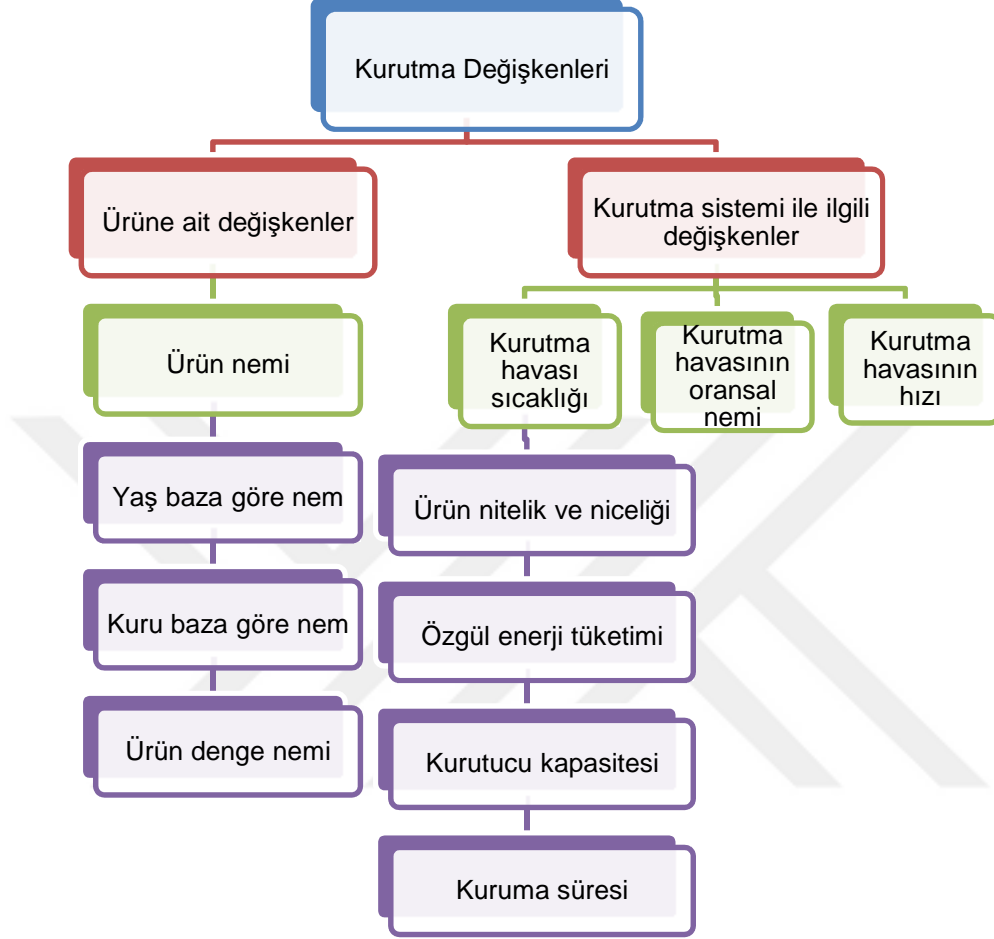 Kurutma Değişkenleri
Ürüne ait değişkenler
Kurutma sistemi ile ilgili
değişkenler
Ürün nemi
Kurutma
havası
sıcaklığı
Kurutma
havasının
oransal
nemi
Kurutma
havasının
hızı
Yaş baza göre nem
Ürün nitelik ve niceliği
Kuru baza göre nem
Özgül enerji tüketimi
Ürün denge nemi
Kurutucu kapasitesi
Kuruma süresi